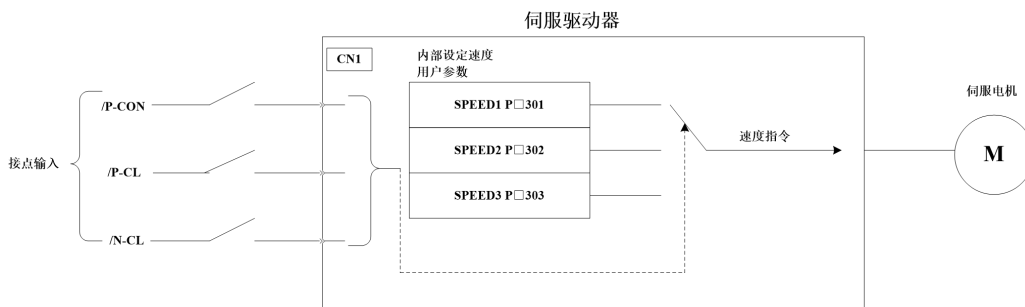 伺服驱动器
CN1
内部设定速度
用户参数
/P-CON
SPEED1 P□301
伺服电机
接点输入
/P-CL
SPEED2 P□302
速度指令
M
SPEED3 P□303
/N-CL